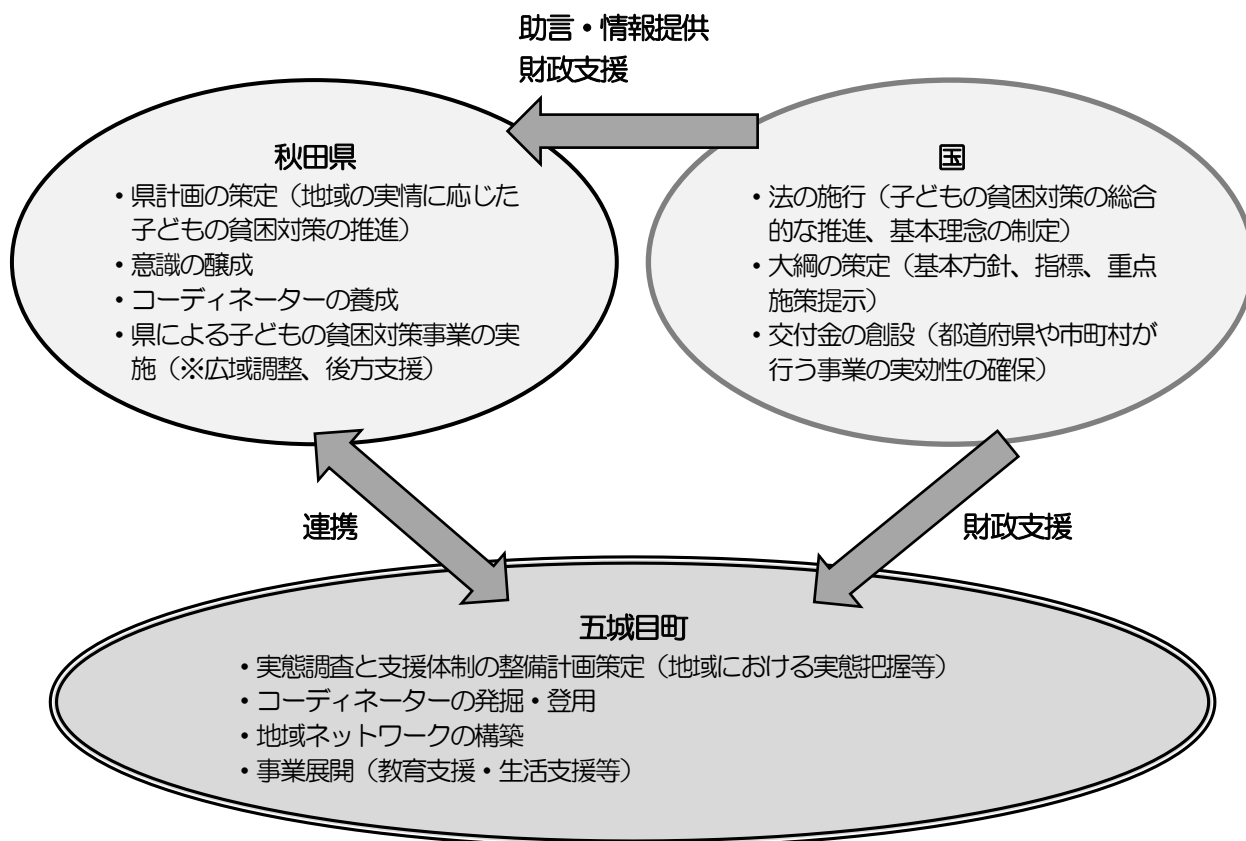 助言・情報提供
財政支援
秋田県
・県計画の策定（地域の実情に応じた
子どもの貧困対策の推進）
・意識の醸成
・コーディネーターの養成
・県による子どもの貧困対策事業の実
施（※広域調整、後方支援）
国
・法の施行（子どもの貧困対策の総合
的な推進、基本理念の制定）
・大綱の策定（基本方針、指標、重点
施策提示）
・交付金の創設（都道府県や市町村が
行う事業の実効性の確保）
連携
財政支援
五城目町
・実態調査と支援体制の整備計画策定（地域における実態把握等）
・コーディネーターの発掘・登用
・地域ネットワークの構築
・事業展開（教育支援・生活支援等）